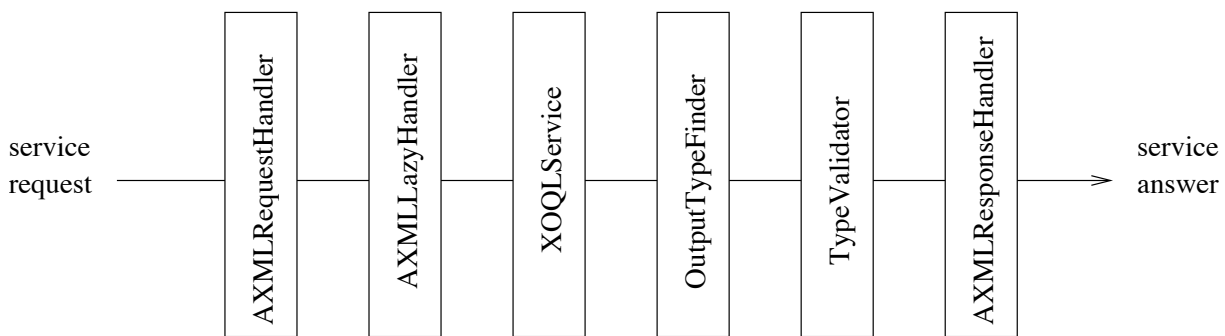 service
request
AXMLRequestHandler
AXMLLazyHandler
XOQLService
OutputTypeFinder
TypeValidator
AXMLResponseHandler
service
answer